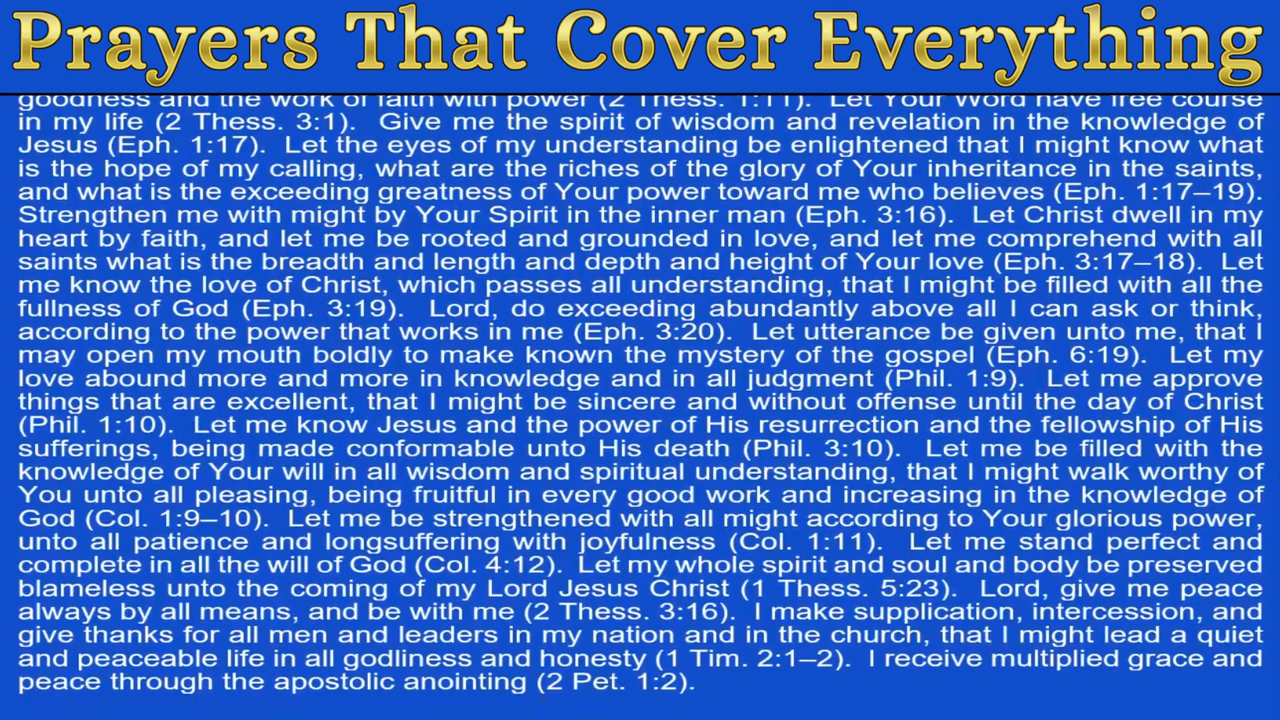 Prayers That Cover Everything
goodness and the work of faith with power (2 Thess. 1:11). Let Your Word have free course
in my life (2 Thess. 3:1). Give me the spirit of wisdom and revelation in the knowledge of
Jesus (Eph. 1:17). Let the eyes of my understanding be enlightened that I might know what
is the hope of my calling, what are the riches of the glory of Your inheritance in the saints,
and what is the exceeding greatness of Your power toward me who believes (Eph. 1:17–19).
Strengthen me with might by Your Spirit in the inner man (Eph. 3:16). Let Christ dwell in my
heart by faith, and let me be rooted and grounded in love, and let me comprehend with all
saints what is the breadth and length and depth and height of Your love (Eph. 3:17–18). Let
me know the love of Christ, which passes all understanding, that I might be filled with all the
fullness of God (Eph. 3:19). Lord, do exceeding abundantly above all I can ask or think,
according to the power that works in me (Eph. 3:20). Let utterance be given unto me, that I
may open my mouth boldly to make known the mystery of the gospel (Eph. 6:19). Let my
love abound more and more in knowledge and in all judgment (Phil. 1:9). Let me approve
things that are excellent, that I might be sincere and without offense until the day of Christ
(Phil. 1:10). Let me know Jesus and the power of His resurrection and the fellowship of His
sufferings, being made conformable unto His death (Phil. 3:10). Let me be filled with the
knowledge of Your will in all wisdom and spiritual understanding, that I might walk worthy of
You unto all pleasing, being fruitful in every good work and increasing in the knowledge of
God (Col. 1:9–10). Let me be strengthened with all might according to Your glorious power,
unto all patience and longsuffering with joyfulness (Col. 1:11). Let me stand perfect and
complete in all the will of God (Col. 4:12). Let my whole spirit and soul and body be preserved
blameless unto the coming of my Lord Jesus Christ (1 Thess. 5:23). Lord, give me peace
always by all means, and be with me (2 Thess. 3:16). I make supplication, intercession, and
give thanks for all men and leaders in my nation and in the church, that I might lead a quiet
and peaceable life in all godliness and honesty (1 Tim. 2:1–2). I receive multiplied grace and
peace through the apostolic anointing (2 Pet. 1:2).